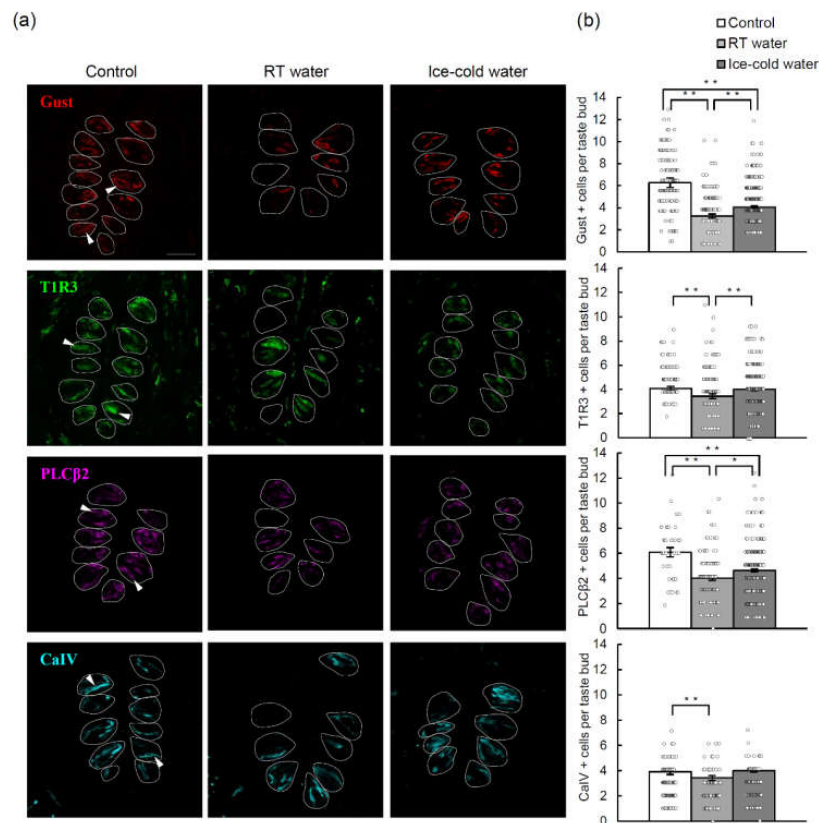 (a)
Control
RT water
Ice-cold water
Gust
T1R3
PLCβ2
CaIV
(b)
Control
RT water
Ice-cold water
Gust + cells per taste bud
14
12
10
8
6
4
2
0
* *
* *
* *
T1R3 + cells per taste bud
14
12
10
8
6
4
2
0
* *
* *
PLCβ2 + cells per taste bud
14
12
10
8
6
4
2
0
* *
* *
*
CaIV + cells per taste bud
14
12
10
8
6
4
2
0
* *